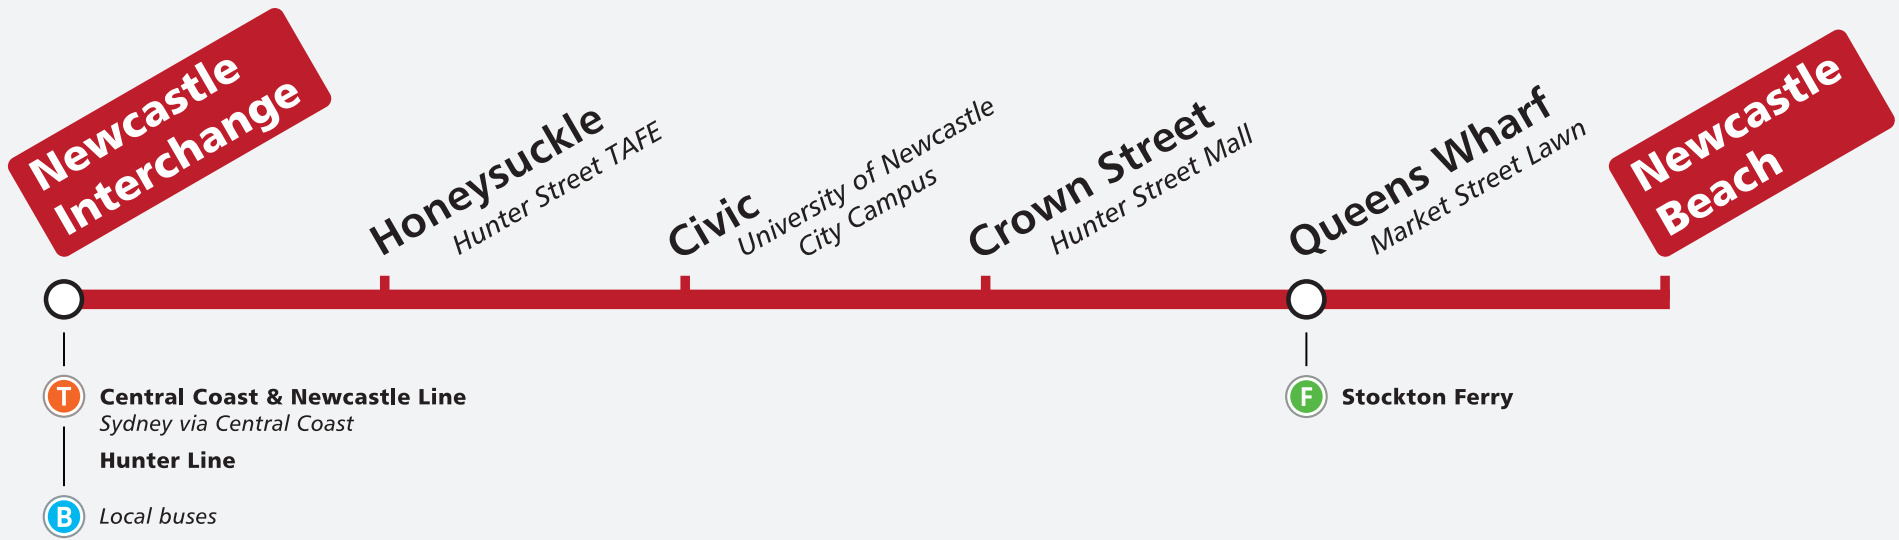 Newcastle
Interchange
Honeysuckle
Hunter Street TAFE
Civic
University of Newcastle
City Campus
Crown Street
Hunter Street Mall
Queens Wharf
Market Street Lawn
Newcastle
Beach
T Central Coast & Newcastle Line
Sydney via Central Coast
Hunter Line
B Local buses
F Stockton Ferry